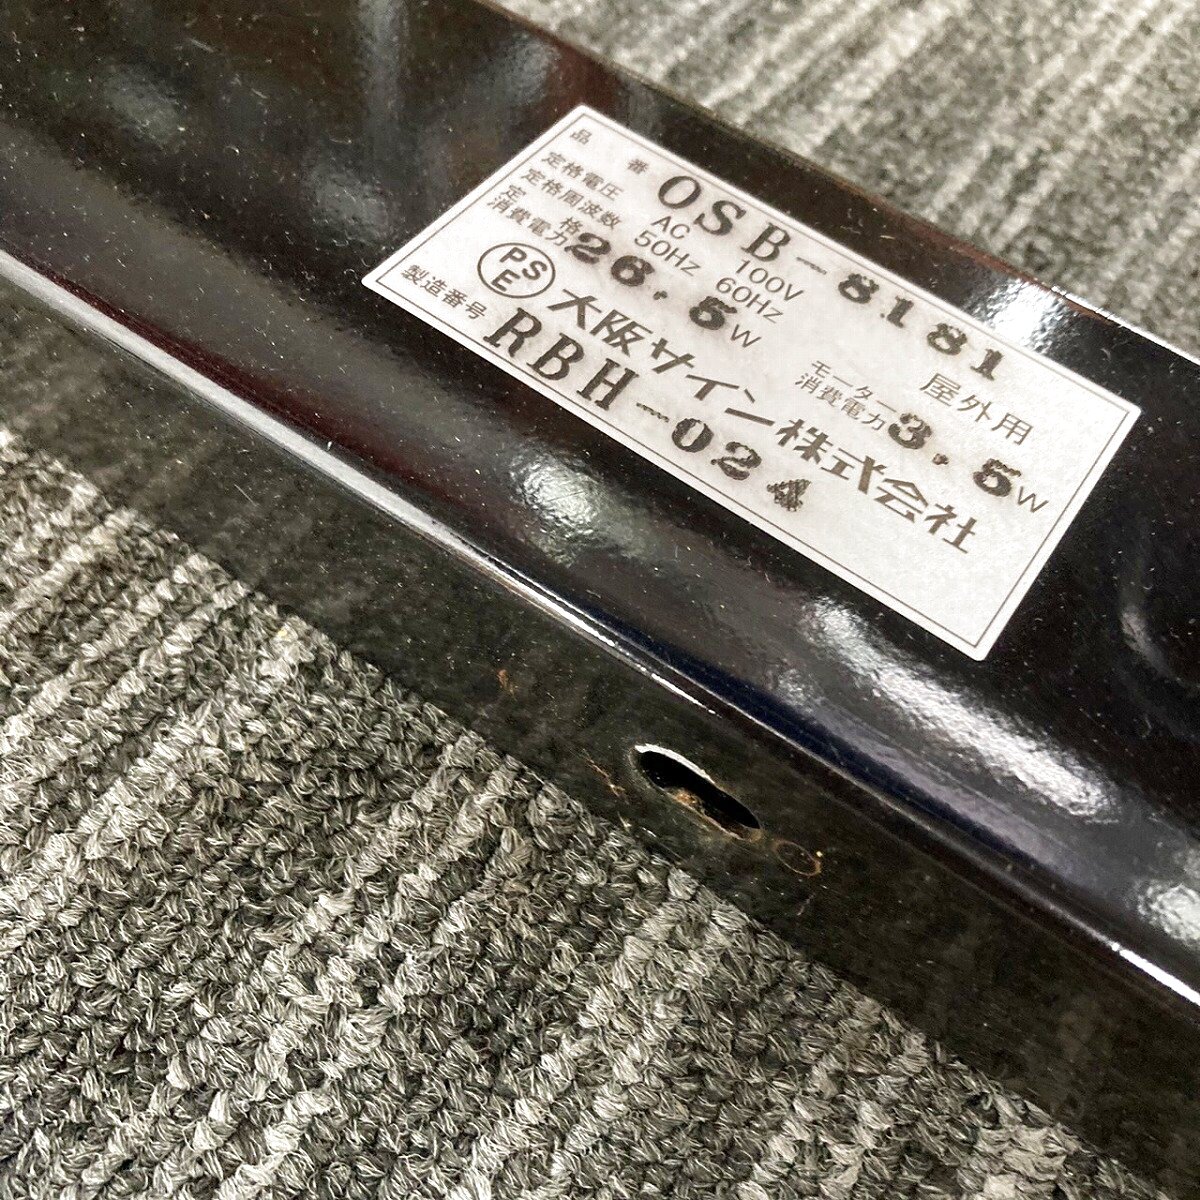 品 番 OSB-8181
定格電圧 AC 100V 屋外用
定格周波数 50Hz 60Hz
定格消費電力 26.5W モーター消費電力 3.5W
PSE 大阪サイン株式会社
製造番号 RBH-024